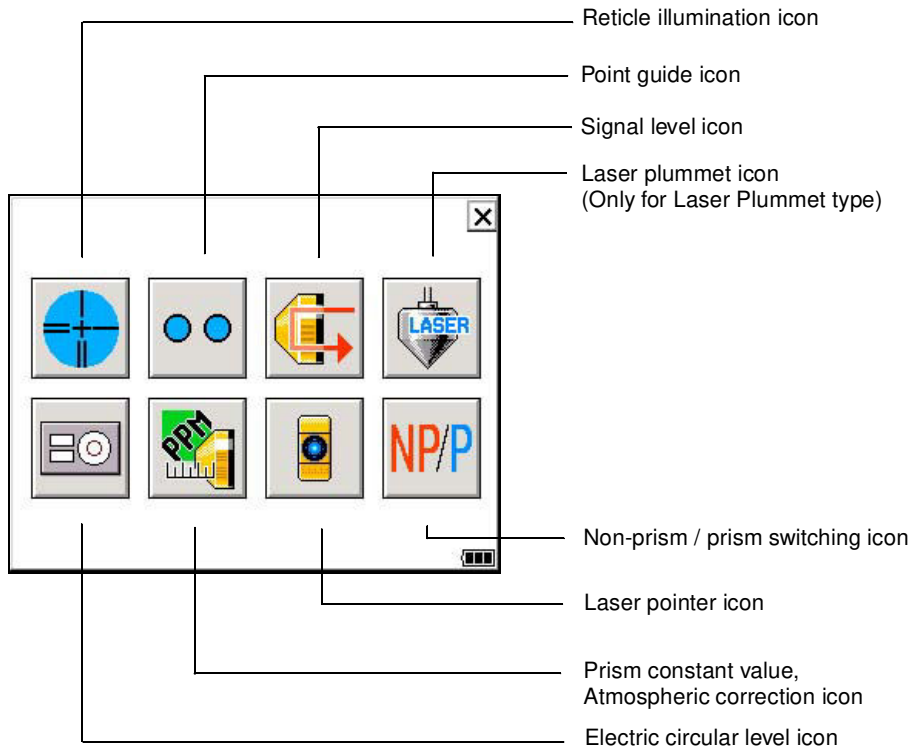 Reticle illumination icon
Point guide icon
Signal level icon
Laser plummet icon
(Only for Laser Plummet type)
LASER
PPM
NP/P
Non-prism / prism switching icon
Laser pointer icon
Prism constant value,
Atmospheric correction icon
Electric circular level icon